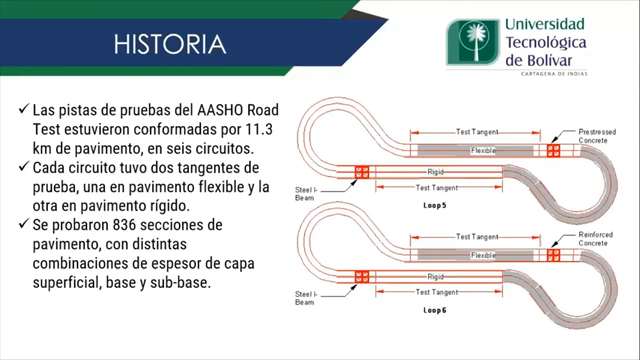 HISTORIA
Universidad
Tecnológica
de Bolívar
CARTAGENA DE INDIAS
✓ Las pistas de pruebas del AASHO Road
Test estuvieron conformadas por 11.3
km de pavimento, en seis circuitos.
✓ Cada circuito tuvo dos tangentes de
prueba, una en pavimento flexible y la
otra en pavimento rígido.
✓ Se probaron 836 secciones de
pavimento, con distintas
combinaciones de espesor de capa
superficial, base y sub-base.
Test Tangent
Prestressed
Concrete
Flexible
Rigid
Steel I-
Beam
Test Tangent
Loop 5
Test Tangent
Reinforced
Concrete
Flexible
Rigid
Steel I-
Beam
Test Tangent
Loop 6